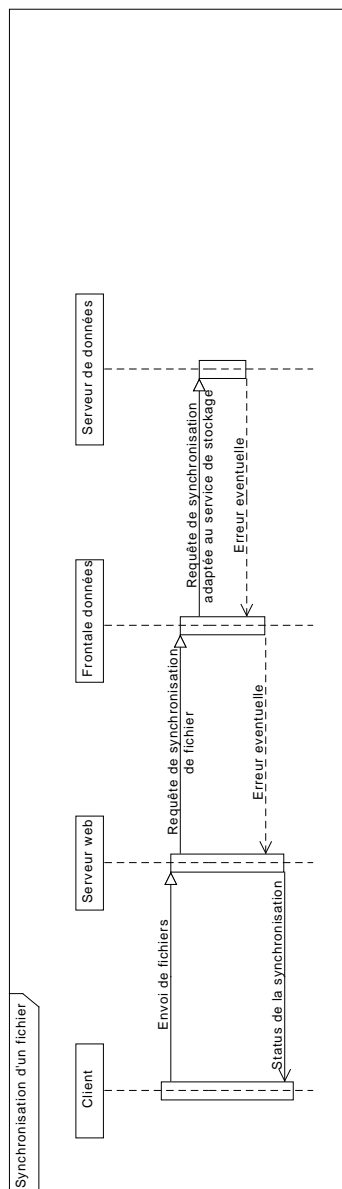 Synchronisation d'un fichier
Client
Serveur web
Frontale données
Serveur de données
Envoi de fichiers
Requête de synchronisation
de fichier
Requête de synchronisation
adaptée au service de stockage
Erreur eventuelle
Erreur eventuelle
Status de la synchronisation